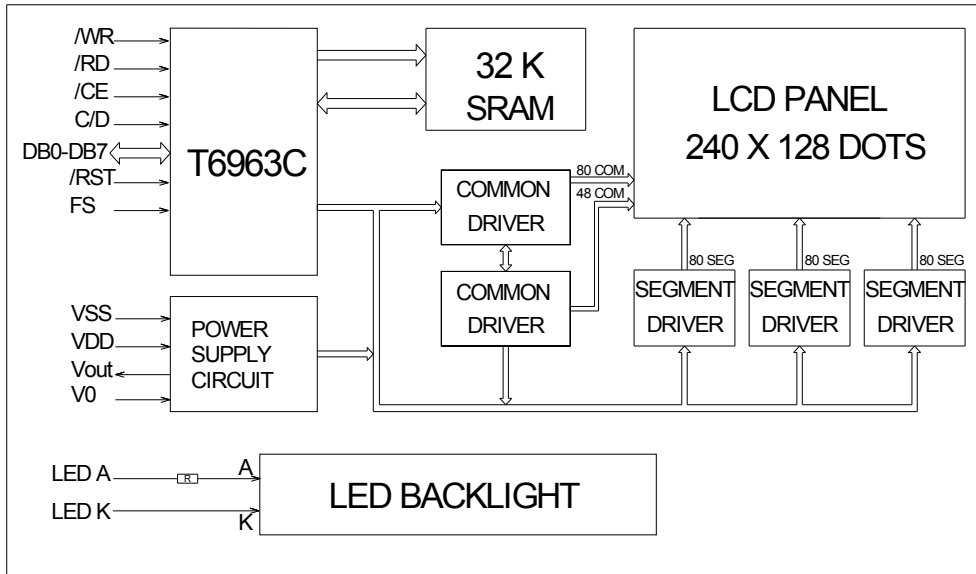 /WR
/RD
/CE
C/D
DB0-DB7
/RST
FS
T6963C
32 K
SRAM
LCD PANEL
240 X 128 DOTS
COMMON
DRIVER
80 COM
48 COM
COMMON
DRIVER
80 SEG
80 SEG
80 SEG
SEGMENT
DRIVER
SEGMENT
DRIVER
SEGMENT
DRIVER
VSS
VDD
Vout
V0
POWER
SUPPLY
CIRCUIT
LED A
R
A
LED K
K
LED BACKLIGHT